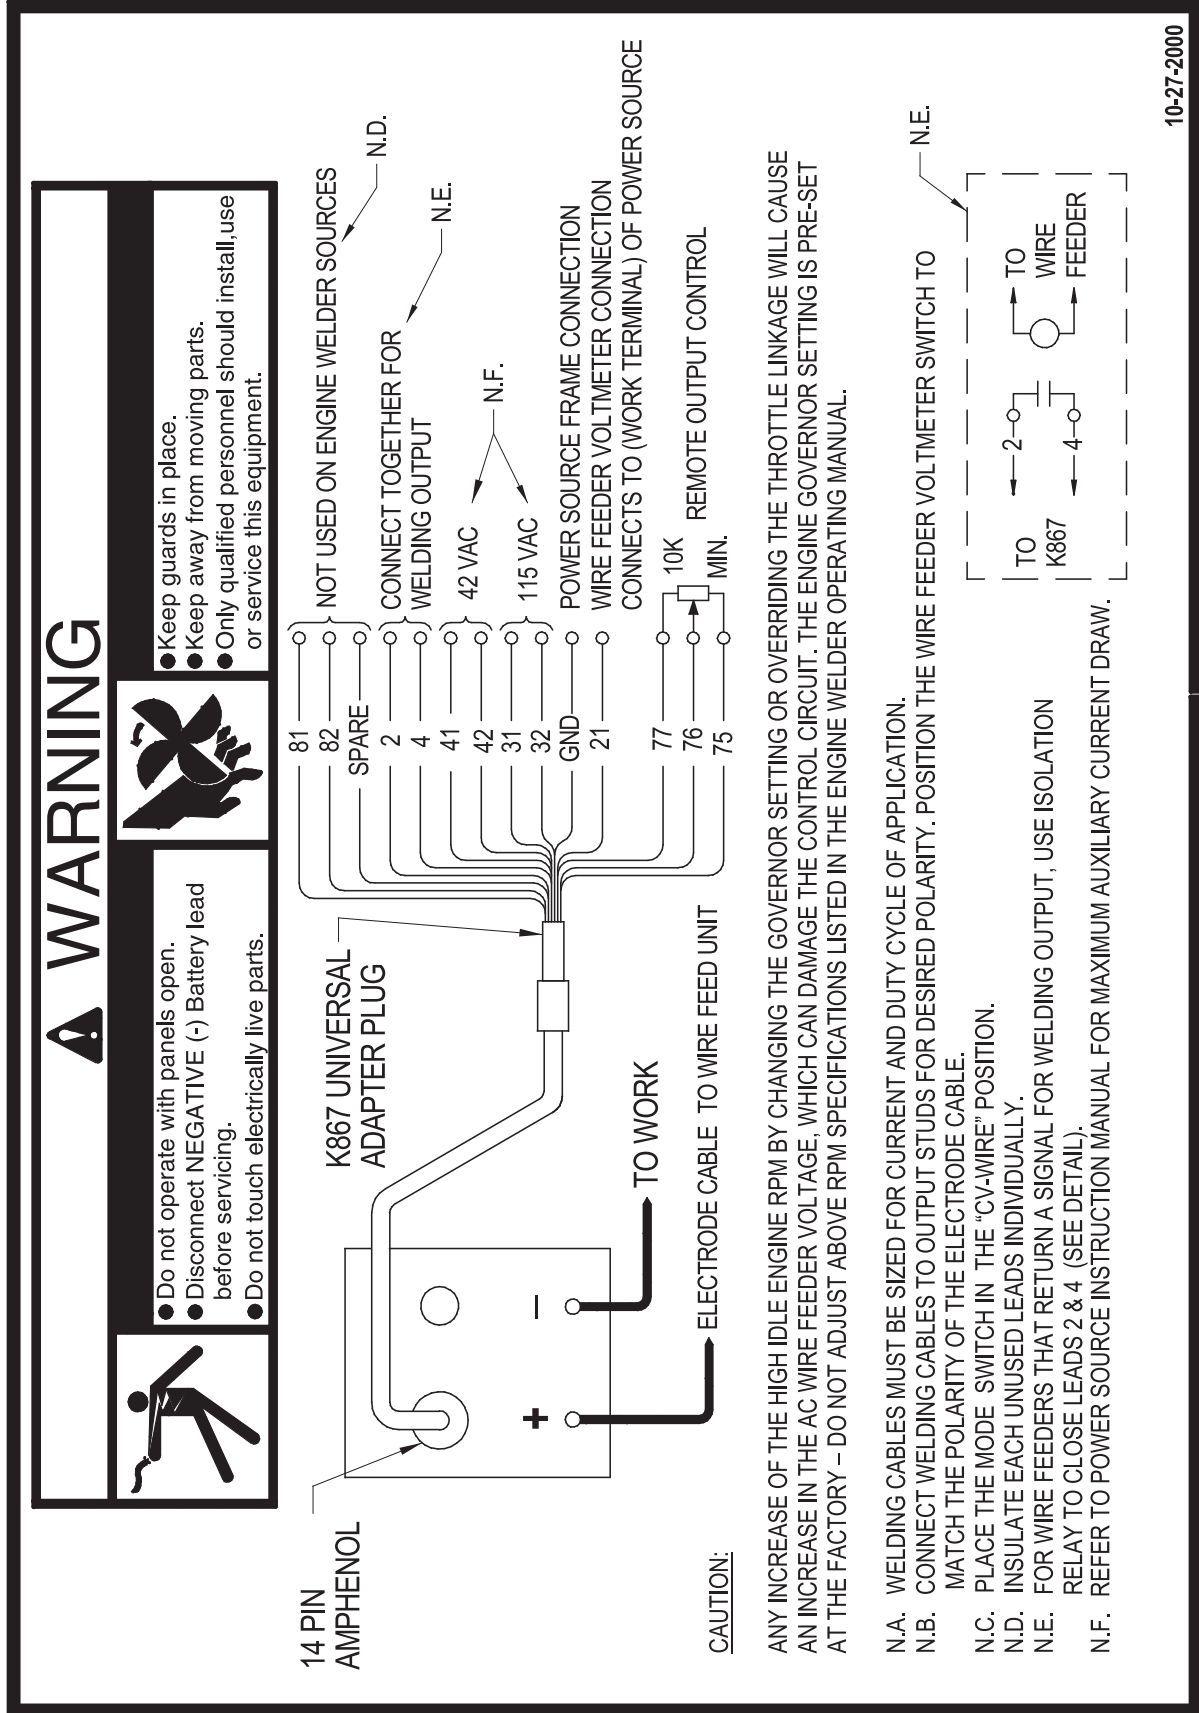 WARNING
● Do not operate with panels open.
● Disconnect NEGATIVE (-) Battery lead
before servicing.
● Do not touch electrically live parts.
● Keep guards in place.
● Keep away from moving parts.
● Only qualified personnel should install,use
or service this equipment.
14 PIN
AMPHENOL
K867 UNIVERSAL
ADAPTER PLUG
+
−
TO WORK
ELECTRODE CABLE TO WIRE FEED UNIT
81
82
SPARE
NOT USED ON ENGINE WELDER SOURCES
N.D.
2
4
CONNECT TOGETHER FOR
WELDING OUTPUT
N.E.
41
42
42 VAC
N.F.
31
32
115 VAC
GND
POWER SOURCE FRAME CONNECTION
21
WIRE FEEDER VOLTMETER CONNECTION
CONNECTS TO (WORK TERMINAL) OF POWER SOURCE
77
76
75
10K
MIN.
REMOTE OUTPUT CONTROL
CAUTION:
ANY INCREASE OF THE HIGH IDLE ENGINE RPM BY CHANGING THE GOVERNOR SETTING OR OVERRIDING THE THROTTLE LINKAGE WILL CAUSE
AN INCREASE IN THE AC WIRE FEEDER VOLTAGE, WHICH CAN DAMAGE THE CONTROL CIRCUIT. THE ENGINE GOVERNOR SETTING IS PRE-SET
AT THE FACTORY – DO NOT ADJUST ABOVE RPM SPECIFICATIONS LISTED IN THE ENGINE WELDER OPERATING MANUAL.
N.A. WELDING CABLES MUST BE SIZED FOR CURRENT AND DUTY CYCLE OF APPLICATION.
N.B. CONNECT WELDING CABLES TO OUTPUT STUDS FOR DESIRED POLARITY. POSITION THE WIRE FEEDER VOLTMETER SWITCH TO
MATCH THE POLARITY OF THE ELECTRODE CABLE.
N.C. PLACE THE MODE SWITCH IN THE “CV-WIRE” POSITION.
N.D. INSULATE EACH UNUSED LEADS INDIVIDUALLY.
N.E. FOR WIRE FEEDERS THAT RETURN A SIGNAL FOR WELDING OUTPUT, USE ISOLATION
RELAY TO CLOSE LEADS 2 & 4 (SEE DETAIL).
N.F. REFER TO POWER SOURCE INSTRUCTION MANUAL FOR MAXIMUM AUXILIARY CURRENT DRAW.
TO
K867
2
4
TO
WIRE
FEEDER
N.E.
10-27-2000